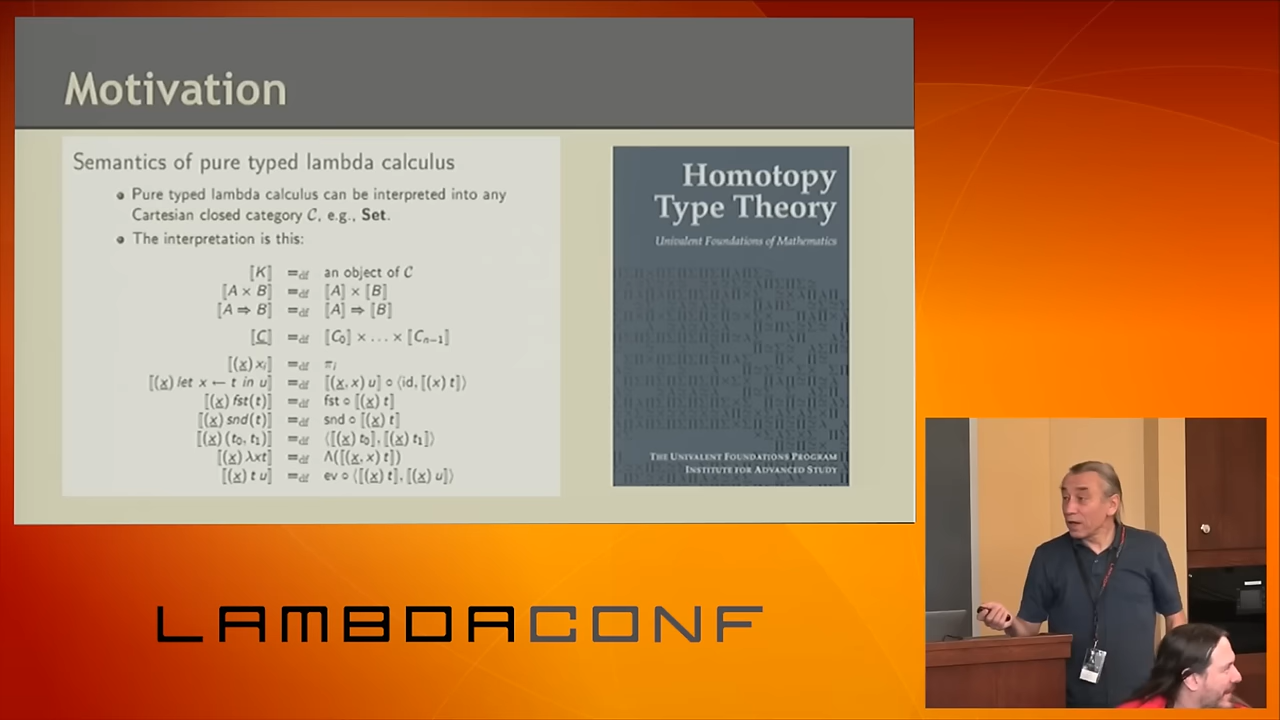 Motivation
Semantics of pure typed lambda calculus
• Pure typed lambda calculus can be interpreted into any
Cartesian closed category 𝒞, e.g., Set.
• The interpretation is this:
⟦K⟧ =df an object of 𝒞
⟦A × B⟧ =df ⟦A⟧ × ⟦B⟧
⟦A ⇒ B⟧ =df ⟦A⟧ ⇒ ⟦B⟧
⟦C⟧ =df ⟦C₀⟧ × . . . × ⟦Cₙ₋₁⟧
⟦(x) xᵢ⟧ =df πᵢ
⟦(x) let x ← t in u⟧ =df ⟦(x, x) u⟧ ∘ ⟨id, ⟦(x) t⟧⟩
⟦(x) fst(t)⟧ =df fst ∘ ⟦(x) t⟧
⟦(x) snd(t)⟧ =df snd ∘ ⟦(x) t⟧
⟦(x) (t₀, t₁)⟧ =df ⟨⟦(x) t₀⟧, ⟦(x) t₁⟧⟩
⟦(x) λxt⟧ =df Λ(⟦(x, x) t⟧)
⟦(x) t u⟧ =df ev ∘ ⟨⟦(x) t⟧, ⟦(x) u⟧⟩
Homotopy
Type Theory
Univalent Foundations of Mathematics
THE UNIVALENT FOUNDATIONS PROGRAM
INSTITUTE FOR ADVANCED STUDY
LAMBDACONF